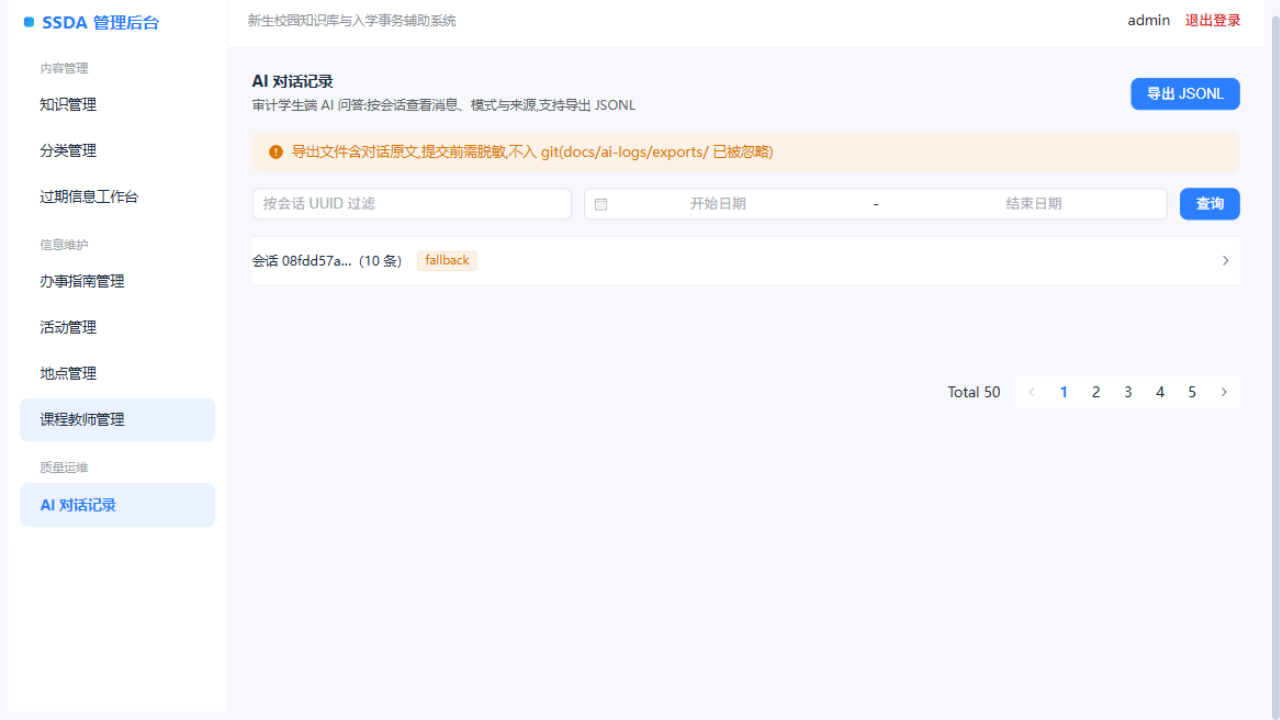 SSDA 管理后台
新生校园知识库与入学事务辅助系统
admin 退出登录
内容管理
知识管理
分类管理
过期信息工作台
信息维护
办事指南管理
活动管理
地点管理
课程教师管理
质量运维
AI 对话记录
AI 对话记录
审计学生端 AI 问答:按会话查看消息、模式与来源,支持导出 JSONL
导出 JSONL
导出文件含对话原文,提交前需脱敏,不入 git(docs/ai-logs/exports/ 已被忽略)
按会话 UUID 过滤
开始日期 - 结束日期
查询
会话 08fdd57a... (10 条) fallback
Total 50 1 2 3 4 5